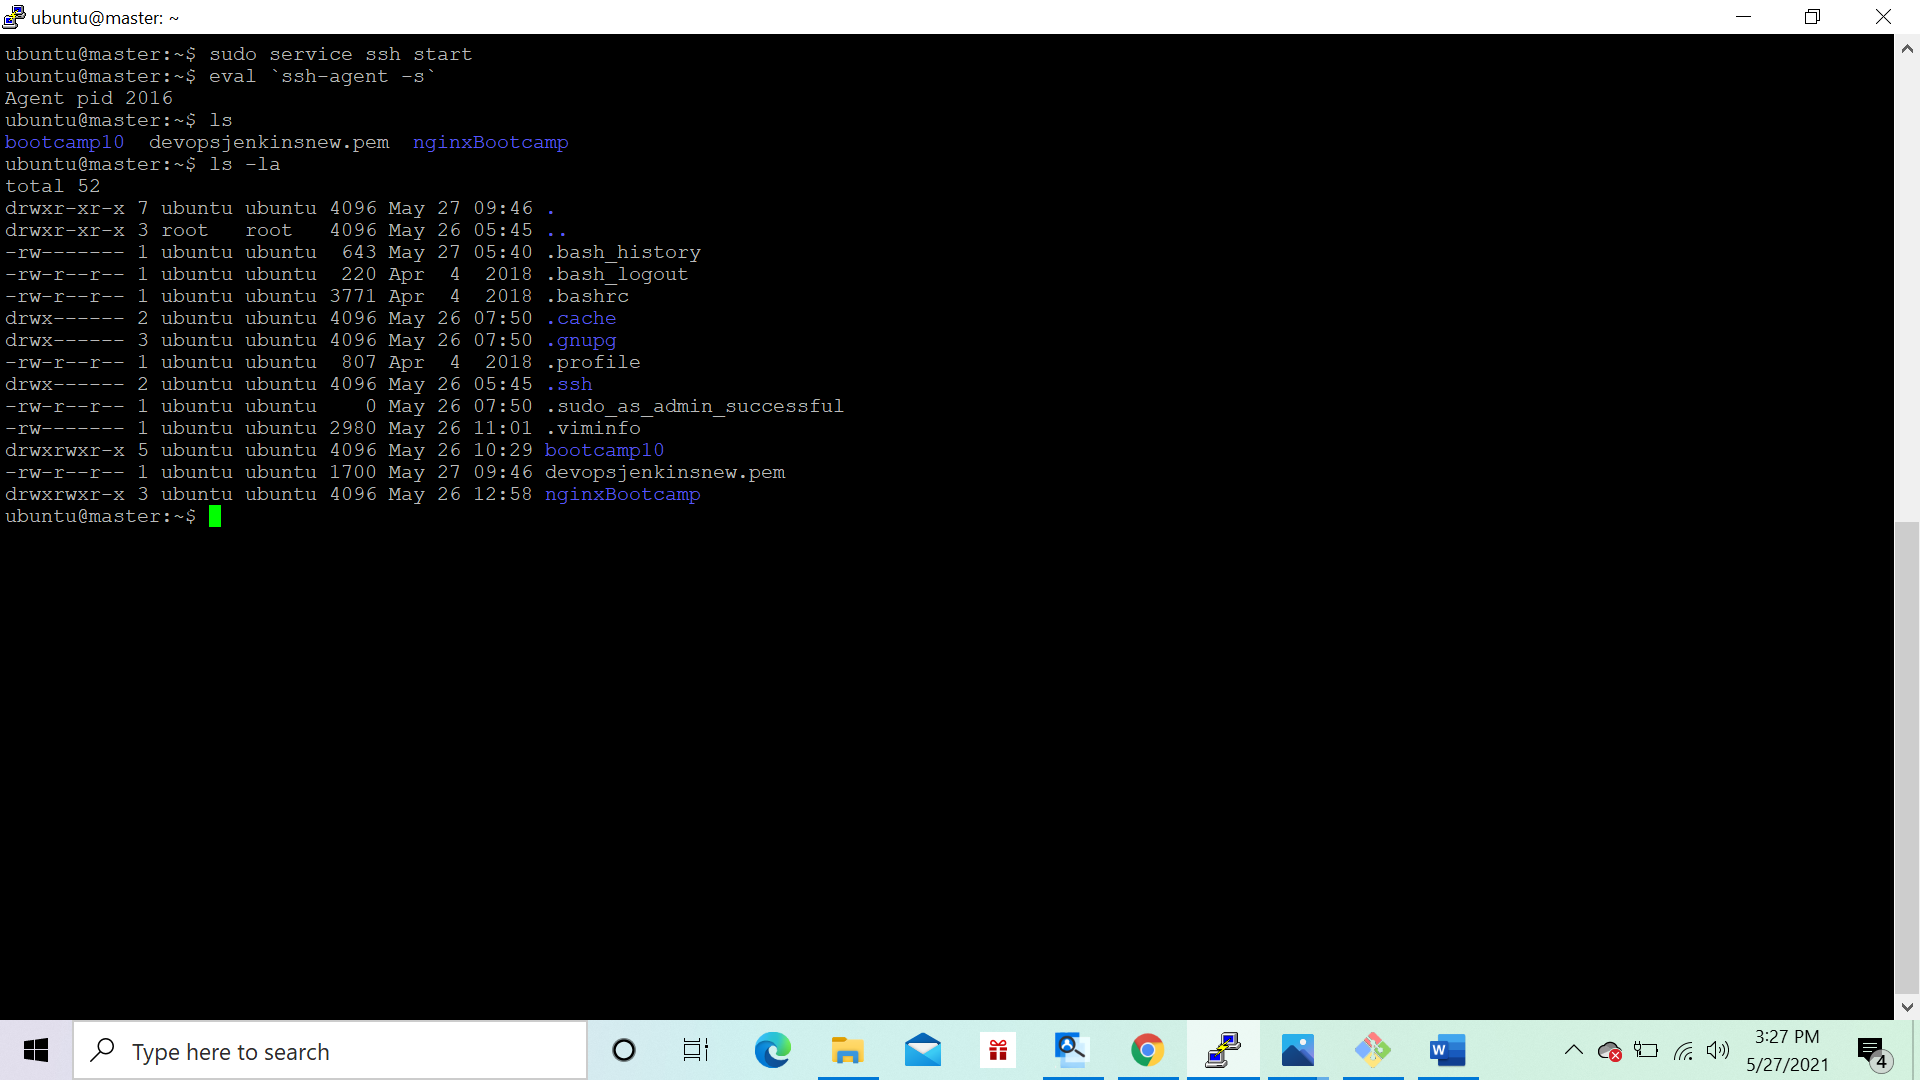 ubuntu@master: ~
ubuntu@master:~$ sudo service ssh start
ubuntu@master:~$ eval `ssh-agent -s`
Agent pid 2016
ubuntu@master:~$ ls
bootcamp10  devopsjenkinsnew.pem  nginxBootcamp
ubuntu@master:~$ ls -la
total 52
drwxr-xr-x 7 ubuntu ubuntu 4096 May 27 09:46 .
drwxr-xr-x 3 root   root   4096 May 26 05:45 ..
-rw------- 1 ubuntu ubuntu  643 May 27 05:40 .bash_history
-rw-r--r-- 1 ubuntu ubuntu  220 Apr  4  2018 .bash_logout
-rw-r--r-- 1 ubuntu ubuntu 3771 Apr  4  2018 .bashrc
drwx------ 2 ubuntu ubuntu 4096 May 26 07:50 .cache
drwx------ 3 ubuntu ubuntu 4096 May 26 07:50 .gnupg
-rw-r--r-- 1 ubuntu ubuntu  807 Apr  4  2018 .profile
drwx------ 2 ubuntu ubuntu 4096 May 26 05:45 .ssh
-rw-r--r-- 1 ubuntu ubuntu    0 May 26 07:50 .sudo_as_admin_successful
-rw------- 1 ubuntu ubuntu 2980 May 26 11:01 .viminfo
drwxrwxr-x 5 ubuntu ubuntu 4096 May 26 10:29 bootcamp10
-rw-r--r-- 1 ubuntu ubuntu 1700 May 27 09:46 devopsjenkinsnew.pem
drwxrwxr-x 3 ubuntu ubuntu 4096 May 26 12:58 nginxBootcamp
ubuntu@master:~$
Type here to search
W
3:27 PM
5/27/2021
4